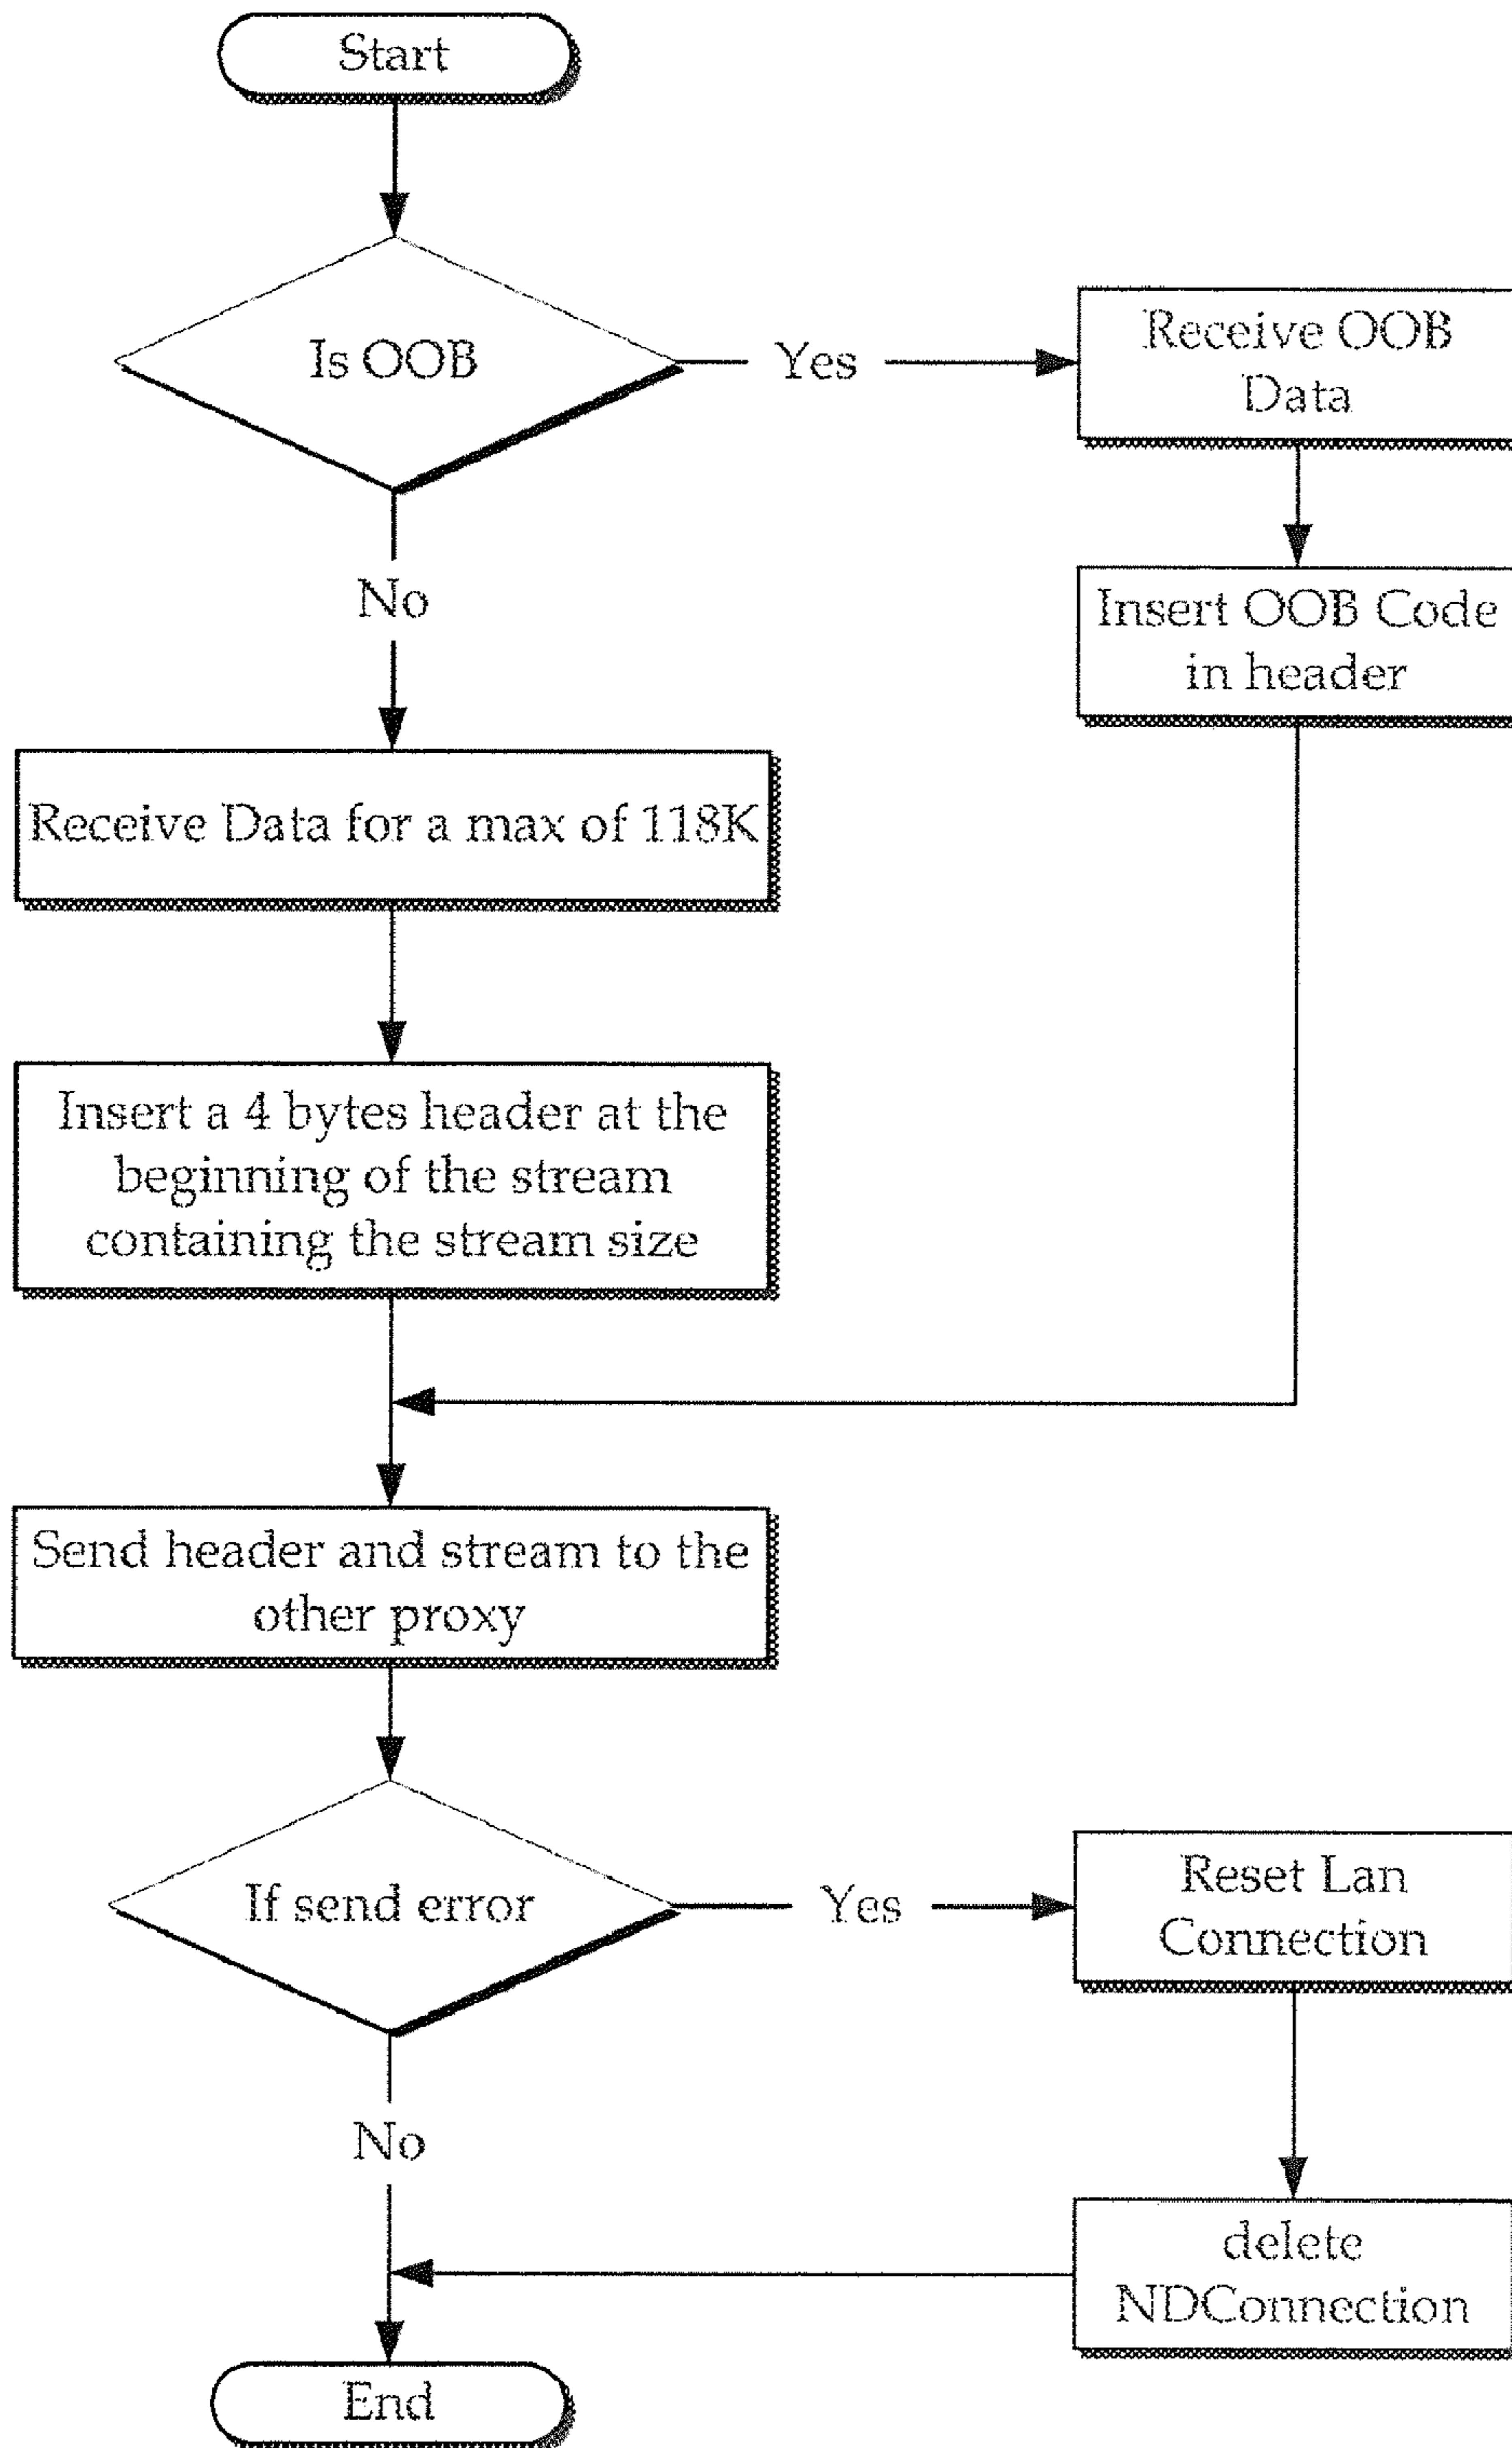 Start
Is OOB
Yes
Receive OOB
Data
Insert OOB Code
in header
No
Receive Data for a max of 118K
Insert a 4 bytes header at the
beginning of the stream
containing the stream size
Send header and stream to the
other proxy
If send error
Yes
Reset Lan
Connection
delete
NDConnection
No
End